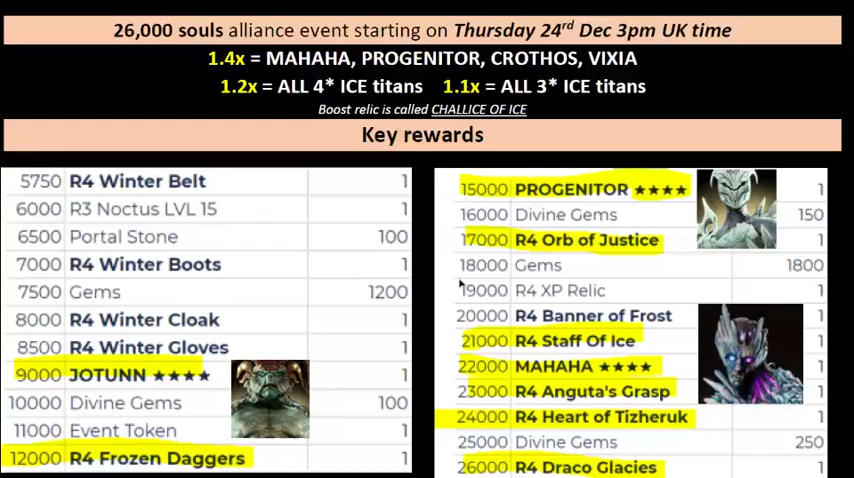 26,000 souls alliance event starting on Thursday 24rd Dec 3pm UK time
1.4x = MAHAHA, PROGENITOR, CROTHOS, VIXIA
1.2x = ALL 4* ICE titans 1.1x = ALL 3* ICE titans
Boost relic is called CHALLICE OF ICE
Key rewards
5750 R4 Winter Belt 1
6000 R3 Noctus LVL 15 1
6500 Portal Stone 100
7000 R4 Winter Boots 1
7500 Gems 1200
8000 R4 Winter Cloak 1
8500 R4 Winter Gloves 1
9000 JOTUNN ★★★★ 1
10000 Divine Gems 100
11000 Event Token 1
12000 R4 Frozen Daggers 1
15000 PROGENITOR ★★★★ 1
16000 Divine Gems 150
17000 R4 Orb of Justice 1
18000 Gems 1800
19000 R4 XP Relic 1
20000 R4 Banner of Frost 1
21000 R4 Staff Of Ice 1
22000 MAHAHA ★★★★ 1
23000 R4 Anguta's Grasp 1
24000 R4 Heart of Tizheruk 1
25000 Divine Gems 250
26000 R4 Draco Glacies 1